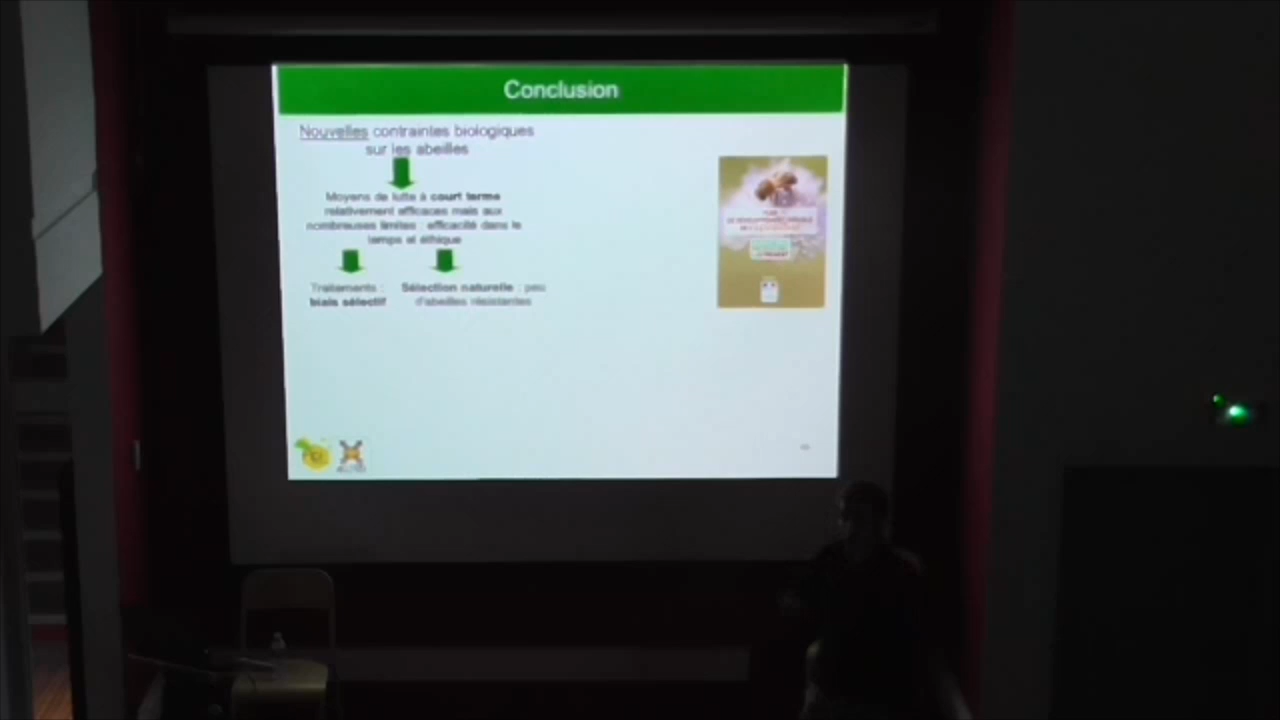 Conclusion
Nouvelles contraintes biologiques
sur les abeilles
Moyens de lutte à court terme
relativement efficaces mais aux
nombreuses limites : efficacité dans le
temps et éthique
Traitements :
biais sélectif
Sélection naturelle : peu
d'abeilles résistantes